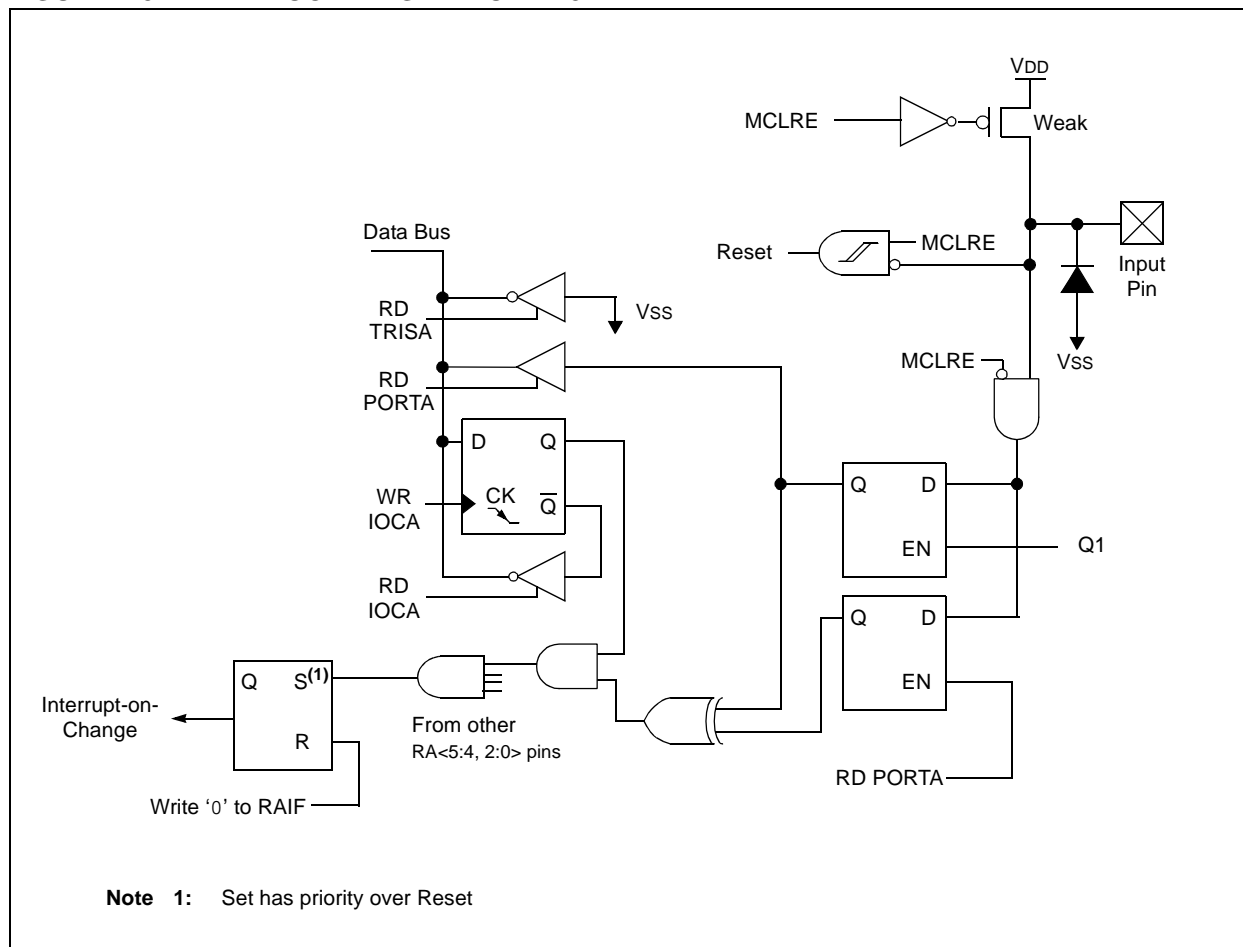 VDD
MCLRE
Weak
Data Bus
Reset
MCLRE
Input
Pin
RD
TRISA
VSS
VSS
RD
PORTA
MCLRE
D
Q
Q
D
WR
IOCA
CK
Q
EN
Q1
RD
IOCA
Q
D
EN
Q
S(1)
R
Interrupt-on-
Change
From other
RA<5:4, 2:0> pins
RD PORTA
Write ‘0’ to RAIF
Note 1: Set has priority over Reset